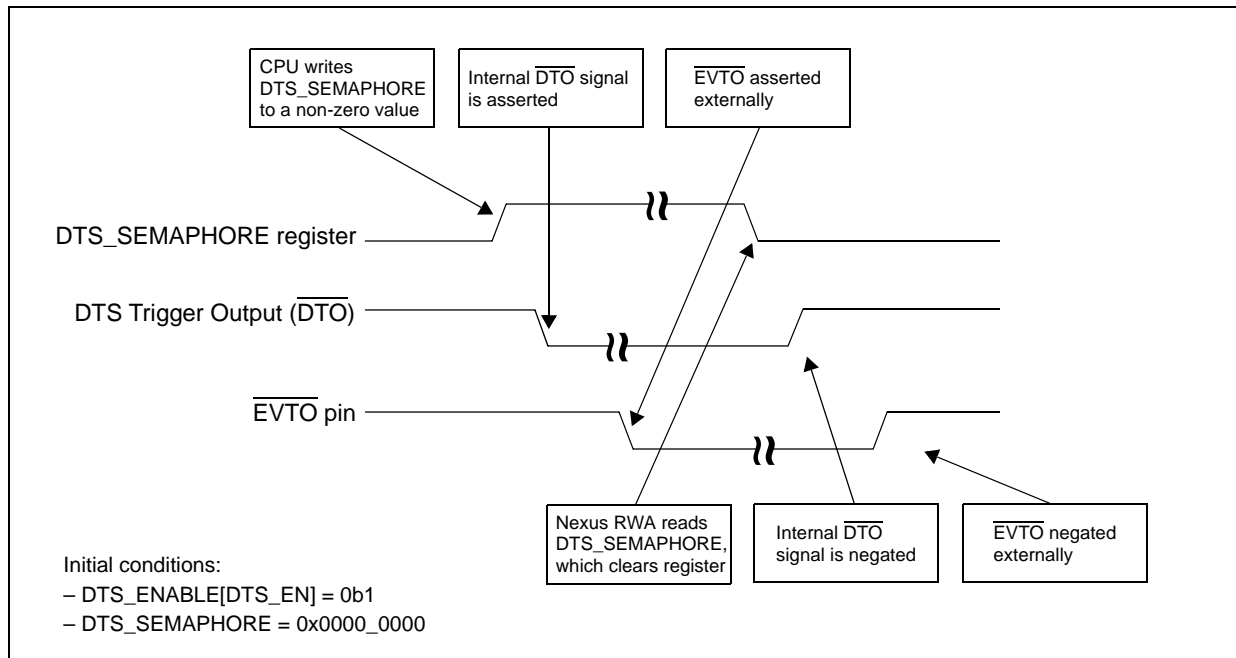 CPU writes
DTS_SEMAPHORE
to a non-zero value
Internal DTO signal
is asserted
EVTO asserted
externally
DTS_SEMAPHORE register
DTS Trigger Output (DTO)
EVTO pin
Nexus RWA reads
DTS_SEMAPHORE,
which clears register
Internal DTO
signal is negated
EVTO negated
externally
Initial conditions:
– DTS_ENABLE[DTS_EN] = 0b1
– DTS_SEMAPHORE = 0x0000_0000